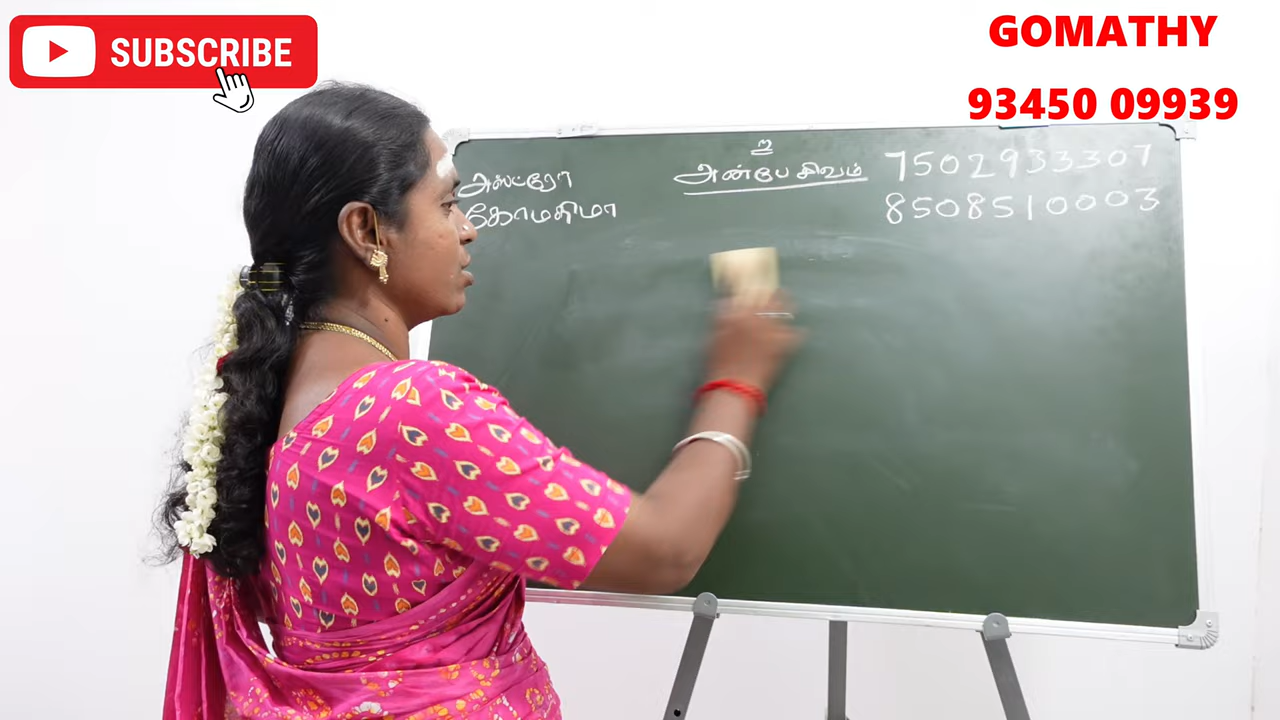 SUBSCRIBE
GOMATHY
93450 09939
உ
அன்பே சிவம்
அஸ்ட்ரோ
கோமதிமா
7502933307
8508510003